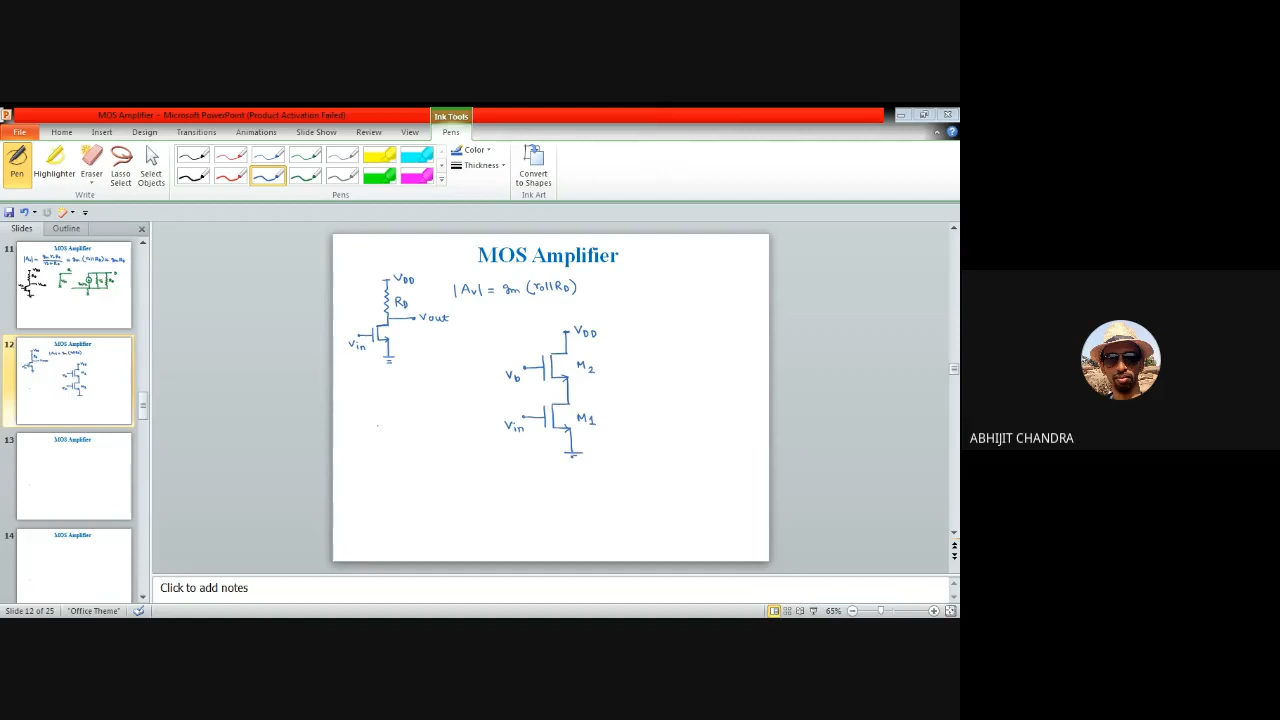 MOS Amplifier - Microsoft PowerPoint (Product Activation Failed)
Ink Tools
File Home Insert Design Transitions Animations Slide Show Review View Pens
Pen Highlighter Eraser Lasso Select Select Objects
Color
Thickness
Convert to Shapes
Write Pens Ink Art
Slides Outline
11
MOS Amplifier
12
MOS Amplifier
13
MOS Amplifier
14
MOS Amplifier
MOS Amplifier
VDD
RD
Vout
Vin
|Av| = gm (ro||RD)
VDD
M2
Vb
M1
Vin
Click to add notes
Slide 12 of 25 "Office Theme" 65%
ABHIJIT CHANDRA